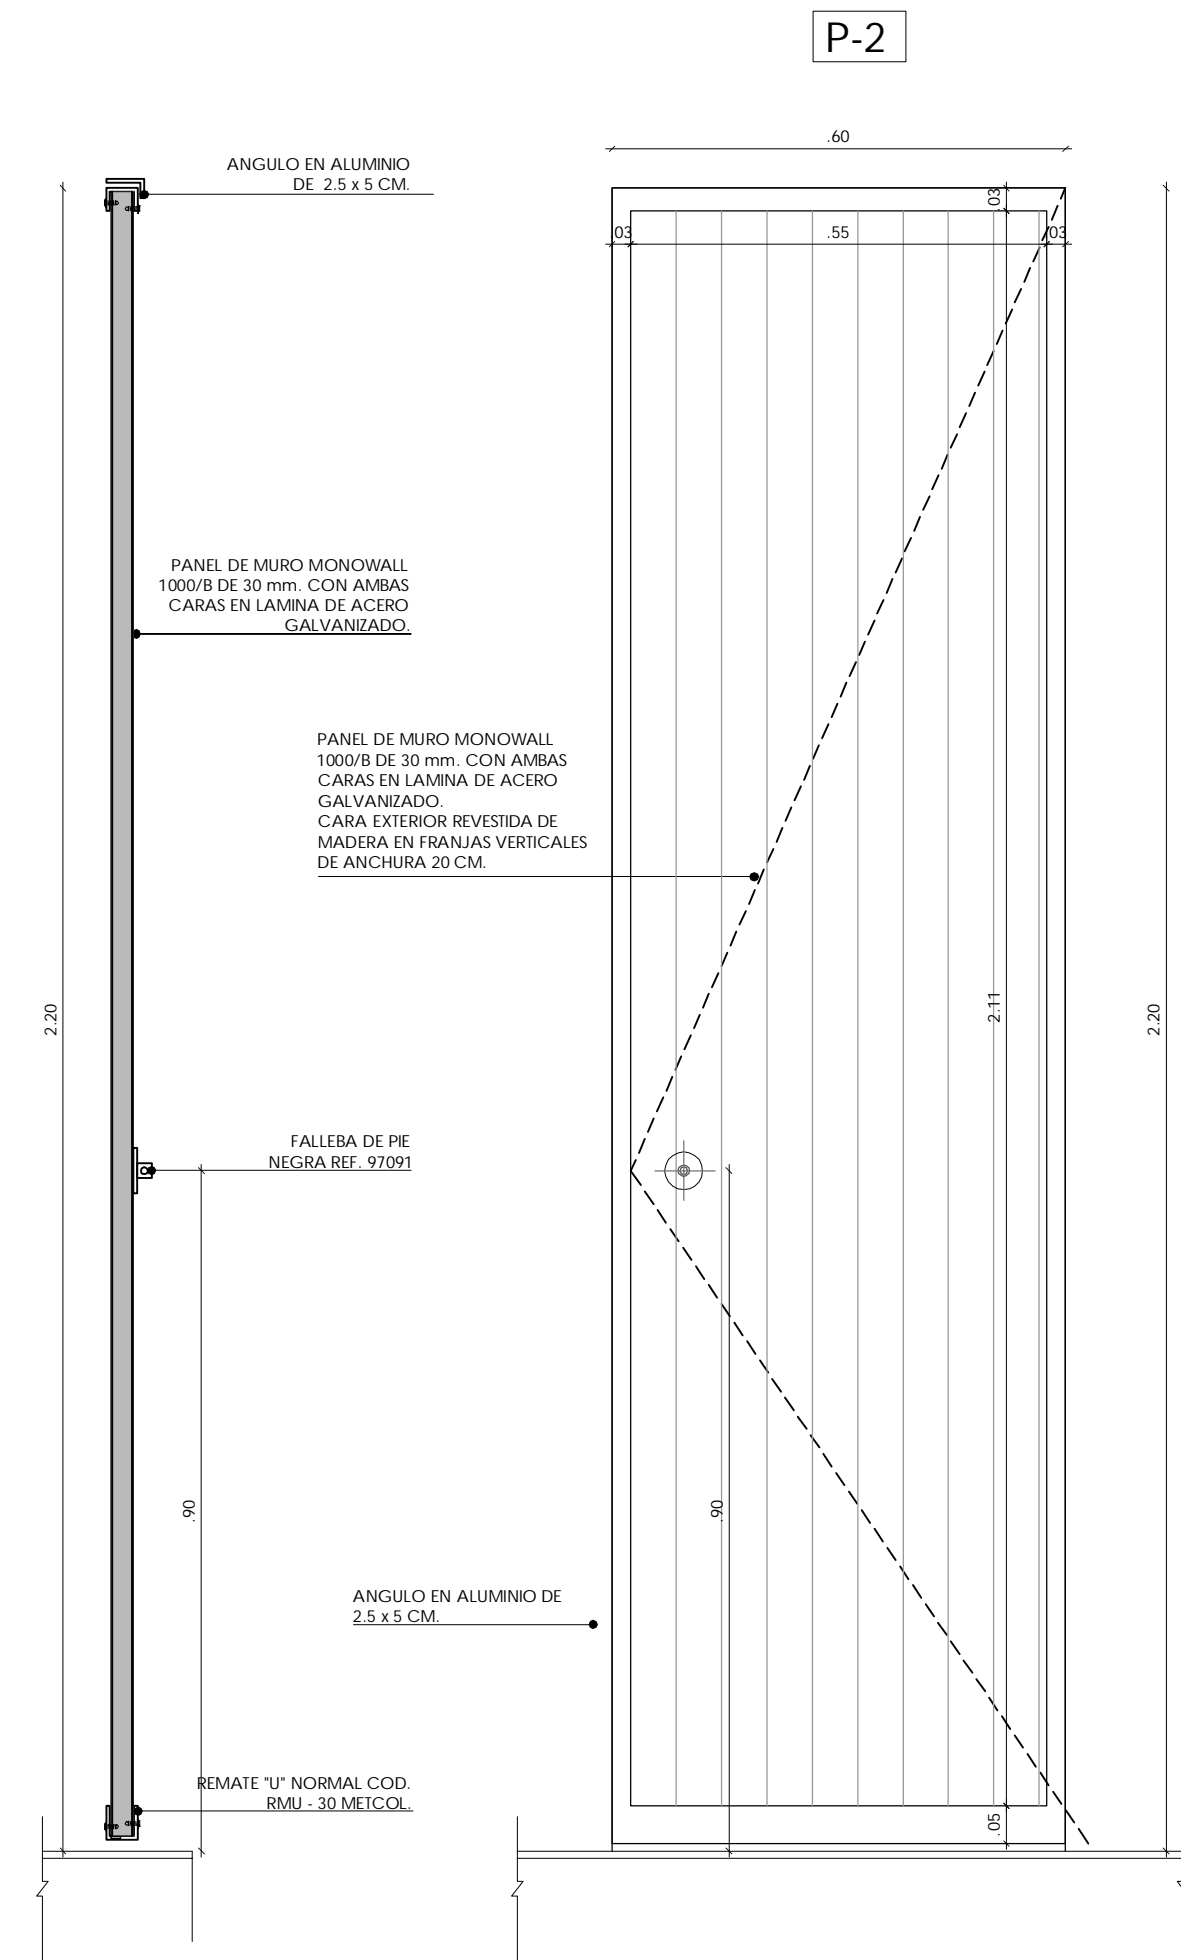 P-2
.60
ANGULO EN ALUMINIO
DE 2.5 x 5 CM.
.03
.03
.55
.03
PANEL DE MURO MONOWALL
1000/B DE 30 mm. CON AMBAS
CARAS EN LAMINA DE ACERO
GALVANIZADO.
PANEL DE MURO MONOWALL
1000/B DE 30 mm. CON AMBAS
CARAS EN LAMINA DE ACERO
GALVANIZADO.
CARA EXTERIOR REVESTIDA DE
MADERA EN FRANJAS VERTICALES
DE ANCHURA 20 CM.
2.20
2.11
2.20
FALLEBA DE PIE
NEGRA REF. 97091
.90
.90
ANGULO EN ALUMINIO DE
2.5 x 5 CM.
REMATE "U" NORMAL COD.
RMU - 30 METCOL.
.05